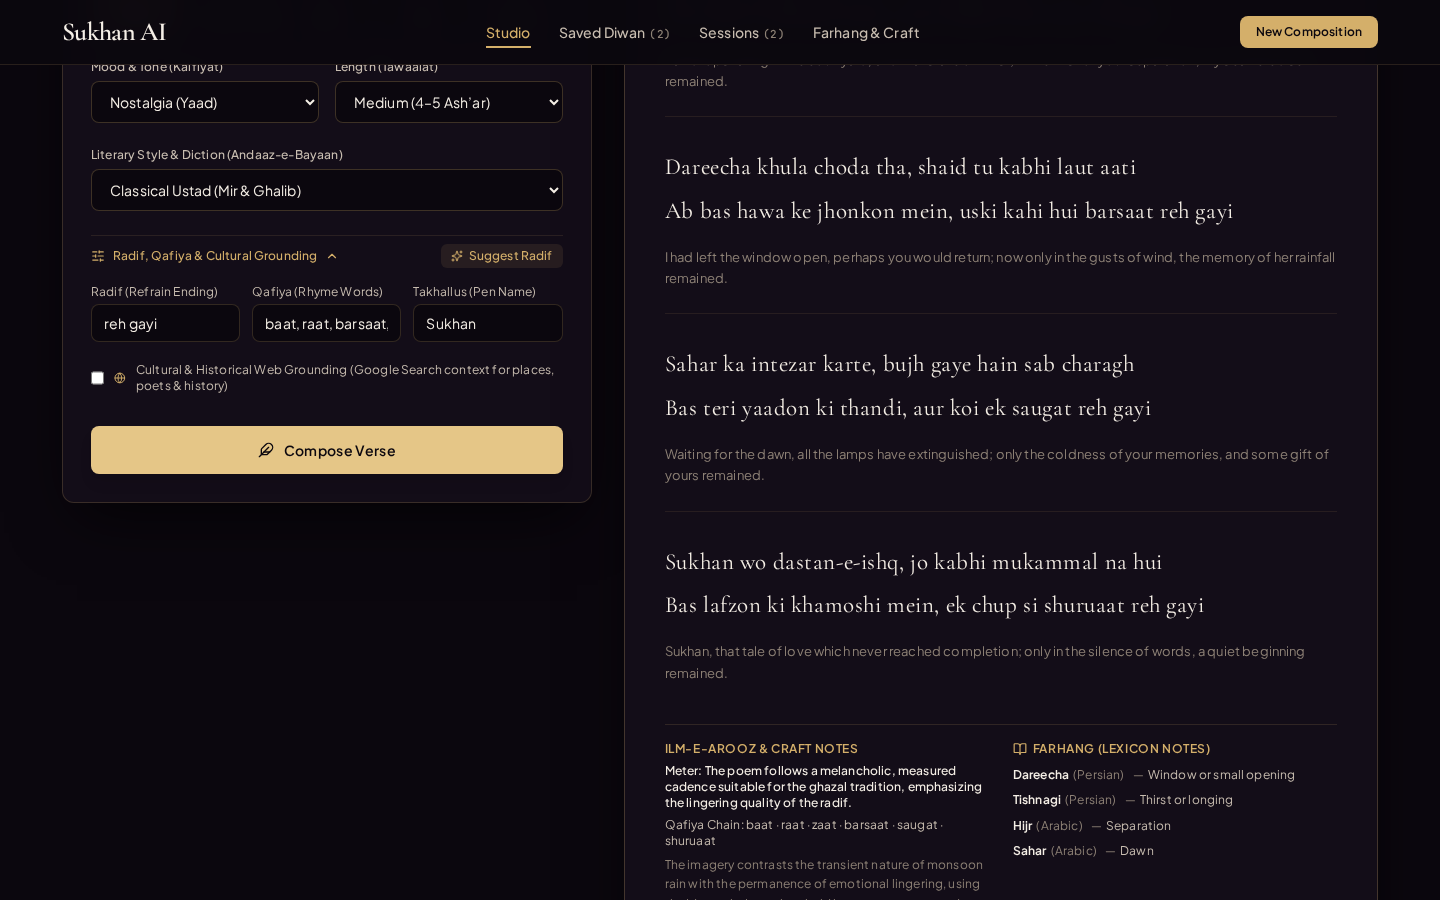 Sukhan AI
Studio
Saved Diwan (2)
Sessions (2)
Farhang & Craft
New Composition
Mood & Tone (Kaifiyat)
Length (Tawaalat)
Nostalgia (Yaad)
Medium (4–5 Ash'ar)
Literary Style & Diction (Andaaz-e-Bayaan)
Classical Ustad (Mir & Ghalib)
Radif, Qafiya & Cultural Grounding
Suggest Radif
Radif (Refrain Ending)
Qafiya (Rhyme Words)
Takhallus (Pen Name)
reh gayi
baat, raat, barsaat,
Sukhan
Cultural & Historical Web Grounding (Google Search context for places,
poets & history)
Compose Verse
remained.
Dareecha khula choda tha, shaid tu kabhi laut aati
Ab bas hawa ke jhonkon mein, uski kahi hui barsaat reh gayi
I had left the window open, perhaps you would return; now only in the gusts of wind, the memory of her rainfall
remained.
Sahar ka intezar karte, bujh gaye hain sab charagh
Bas teri yaadon ki thandi, aur koi ek saugat reh gayi
Waiting for the dawn, all the lamps have extinguished; only the coldness of your memories, and some gift of
yours remained.
Sukhan wo dastan-e-ishq, jo kabhi mukammal na hui
Bas lafzon ki khamoshi mein, ek chup si shuruaat reh gayi
Sukhan, that tale of love which never reached completion; only in the silence of words, a quiet beginning
remained.
ILM-E-AROOZ & CRAFT NOTES
Meter: The poem follows a melancholic, measured
cadence suitable for the ghazal tradition, emphasizing
the lingering quality of the radif.
Qafiya Chain: baat · raat · zaat · barsaat · saugat ·
shuruaat
The imagery contrasts the transient nature of monsoon
rain with the permanence of emotional lingering, using
FARHANG (LEXICON NOTES)
Dareecha (Persian) — Window or small opening
Tishnagi (Persian) — Thirst or longing
Hijr (Arabic) — Separation
Sahar (Arabic) — Dawn